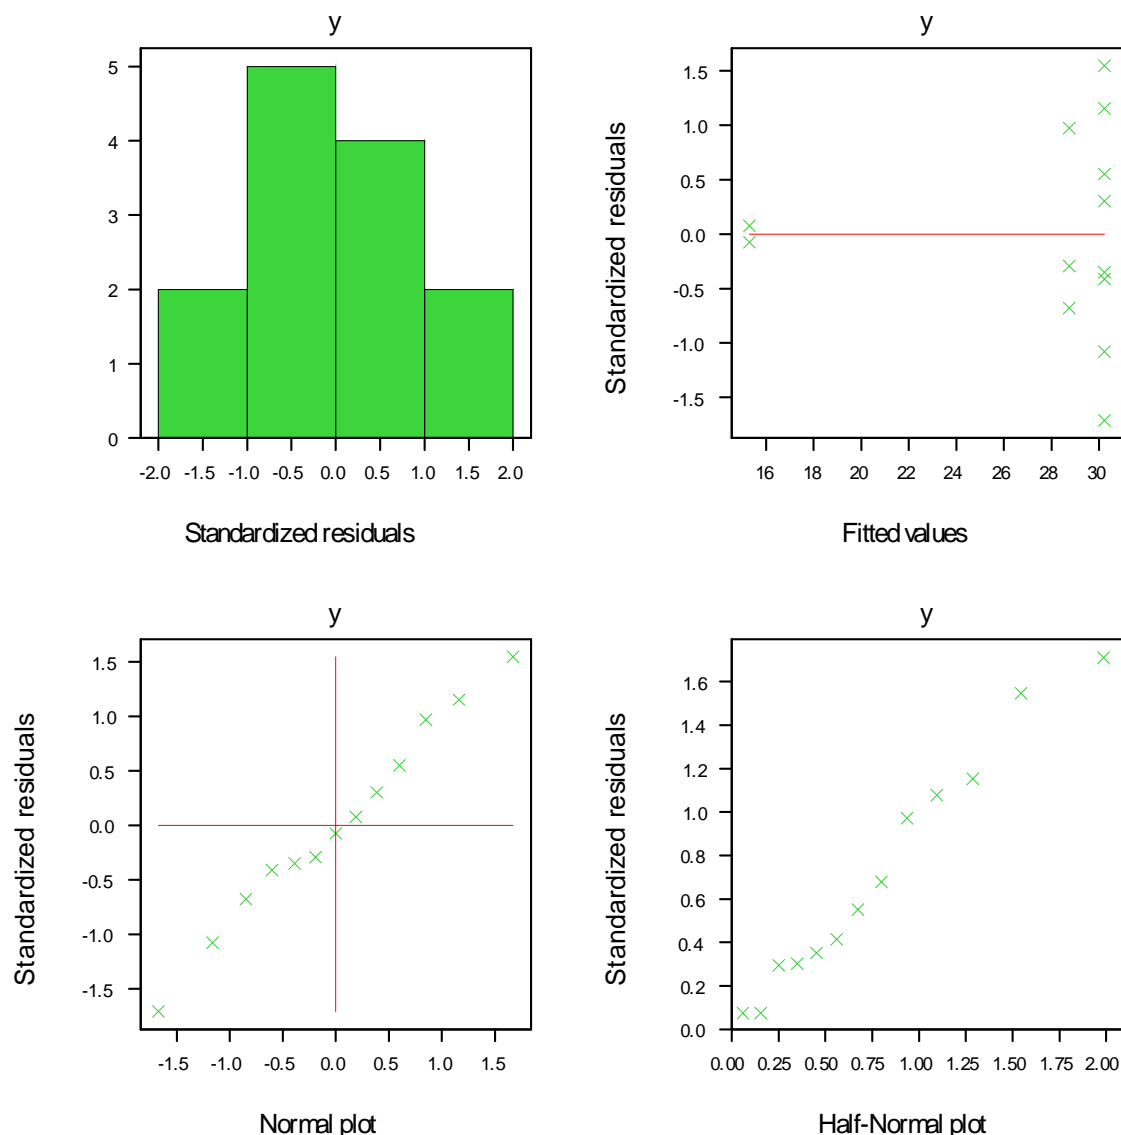 y
Standardized residuals
5
4
3
2
1
0
-2.0 -1.5 -1.0 -0.5 0.0 0.5 1.0 1.5 2.0
Standardized residuals
y
Standardized residuals
1.5
1.0
0.5
0.0
-0.5
-1.0
-1.5
16 18 20 22 24 26 28 30
Fitted values
y
Standardized residuals
1.5
1.0
0.5
0.0
-0.5
-1.0
-1.5
-1.5 -1.0 -0.5 0.0 0.5 1.0 1.5
Normal plot
y
Standardized residuals
1.6
1.4
1.2
1.0
0.8
0.6
0.4
0.2
0.0
0.00 0.25 0.50 0.75 1.00 1.25 1.50 1.75 2.00
Half-Normal plot